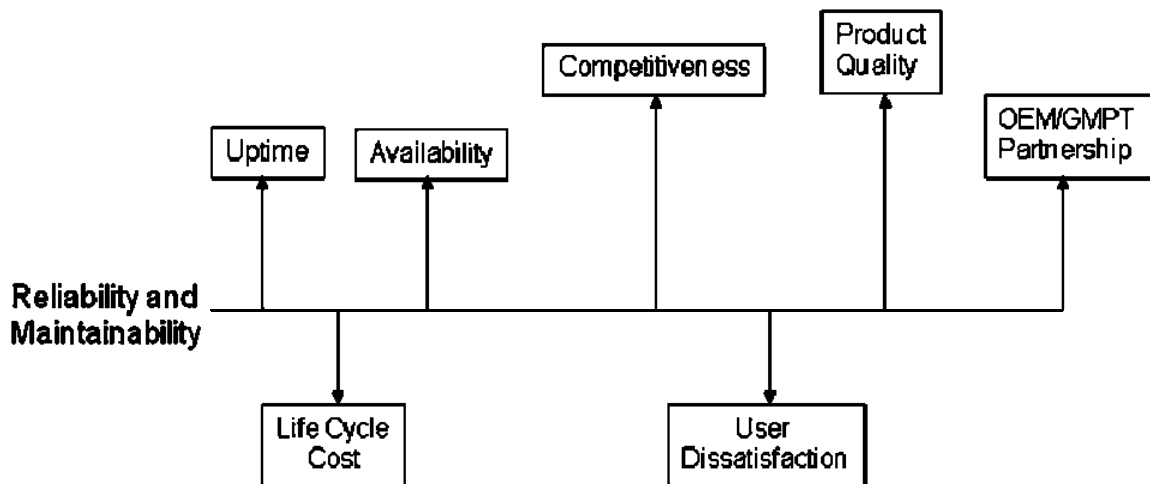 Product
Quality
Competitiveness
OEM/GMPT
Partnership
Uptime
Availability
Reliability and
Maintainability
Life Cycle
Cost
User
Dissatisfaction